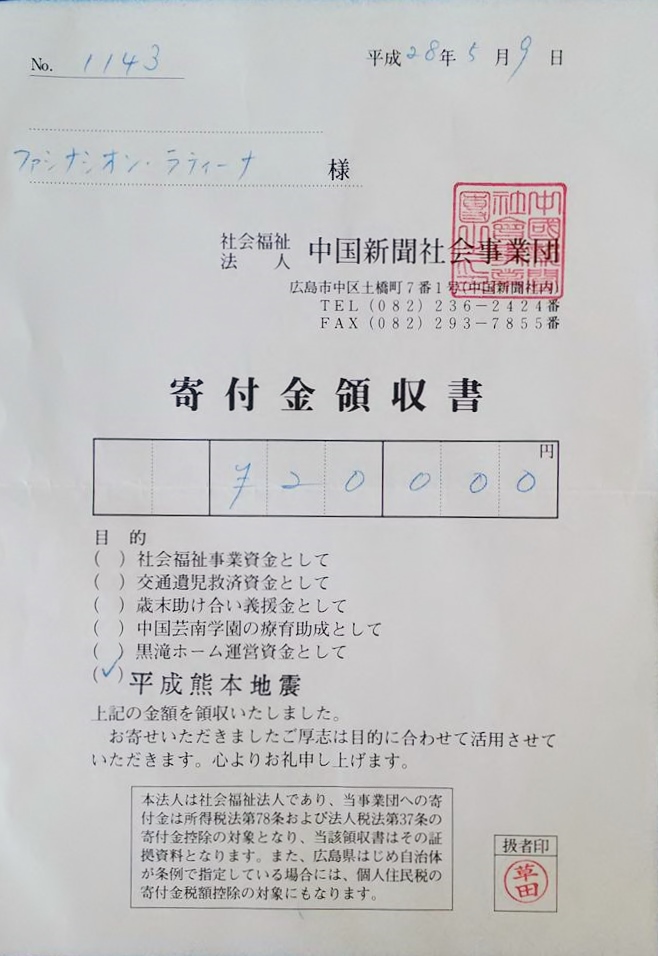 No. 1143
平成28年5月9日
ファシナシオン・ラティーナ 様
社会福祉法人 中国新聞社会事業団
広島市中区土橋町7番1号(中国新聞社内)
TEL(082)236-2424番
FAX(082)293-7855番
寄付金領収書
円
¥20000
目的
( )社会福祉事業資金として
( )交通遺児救済資金として
( )歳末助け合い義援金として
( )中国芸南学園の療育助成として
( )黒滝ホーム運営資金として
(✓)平成熊本地震
上記の金額を領収いたしました。
お寄せいただきましたご厚志は目的に合わせて活用させて
いただきます。心よりお礼申し上げます。
本法人は社会福祉法人であり、当事業団への寄
付金は所得税法第78条および法人税法第37条の
寄付金控除の対象となり、当該領収書はその証
拠資料となります。また、広島県はじめ自治体
が条例で指定している場合には、個人住民税の
寄付金税額控除の対象にもなります。
扱者印
草田